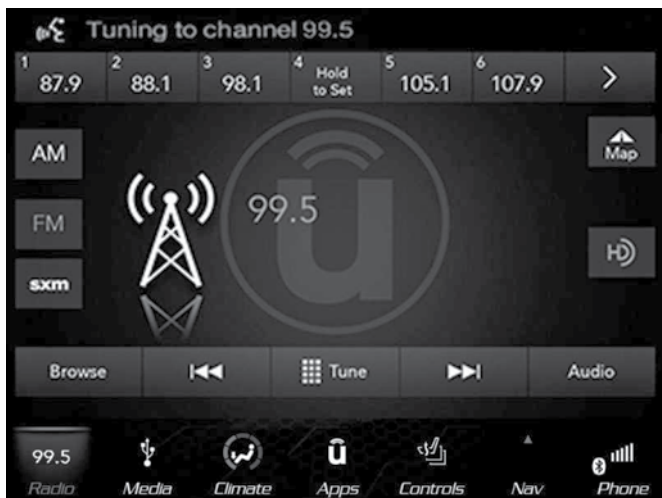 Tuning to channel 99.5
1 87.9 2 88.1 3 98.1 4 Hold to Set 5 105.1 6 107.9
AM
Map
FM
99.5
HD
sxm
Browse Tune Audio
99.5
Radio Media Climate Apps Controls Nav Phone